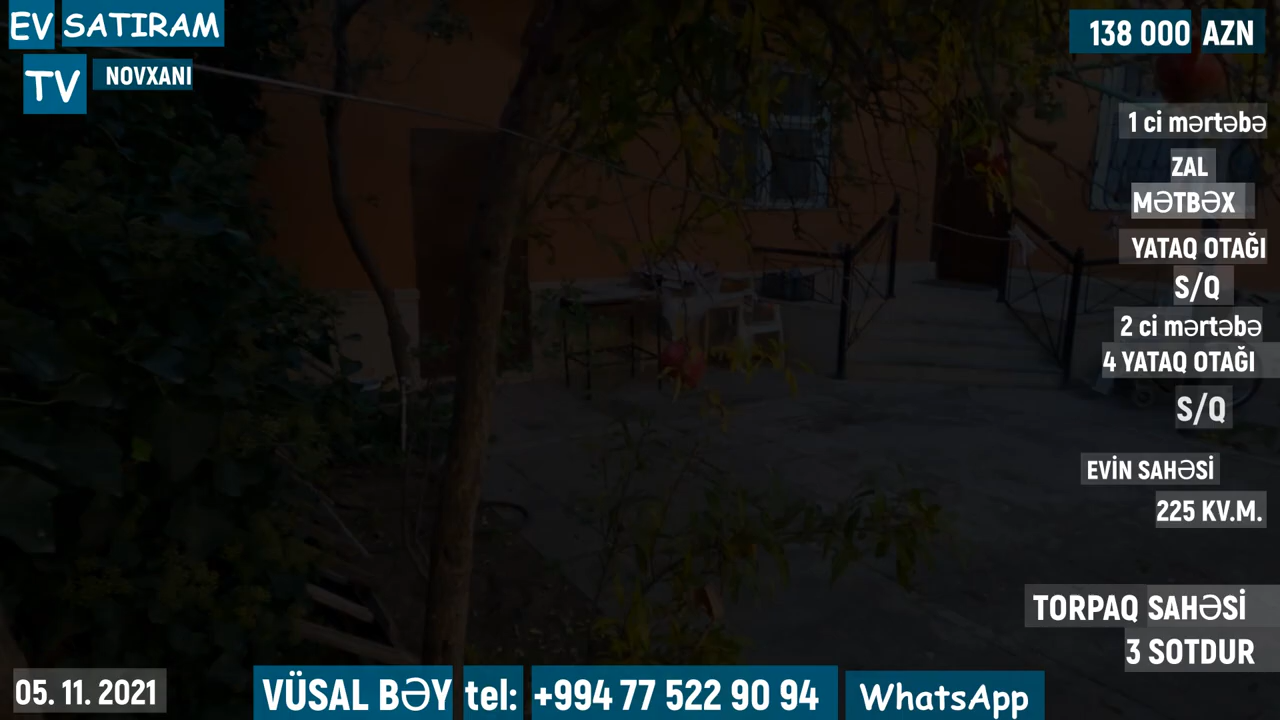 EV SATIRAM
TV NOVXANI
138 000 AZN
1 ci mərtəbə
ZAL
MƏTBƏX
YATAQ OTAĞI
S/Q
2 ci mərtəbə
4 YATAQ OTAĞI
S/Q
EVİN SAHƏSİ
225 KV.M.
TORPAQ SAHƏSİ
3 SOTDUR
05. 11. 2021
VÜSAL BƏY tel: +994 77 522 90 94 WhatsApp